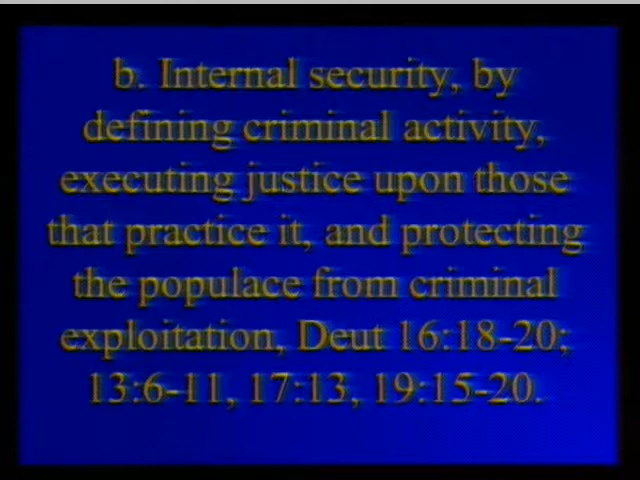 b. Internal security, by
defining criminal activity,
executing justice upon those
that practice it, and protecting
the populace from criminal
exploitation, Deut 16:18-20;
13:6-11, 17:13, 19:15-20.